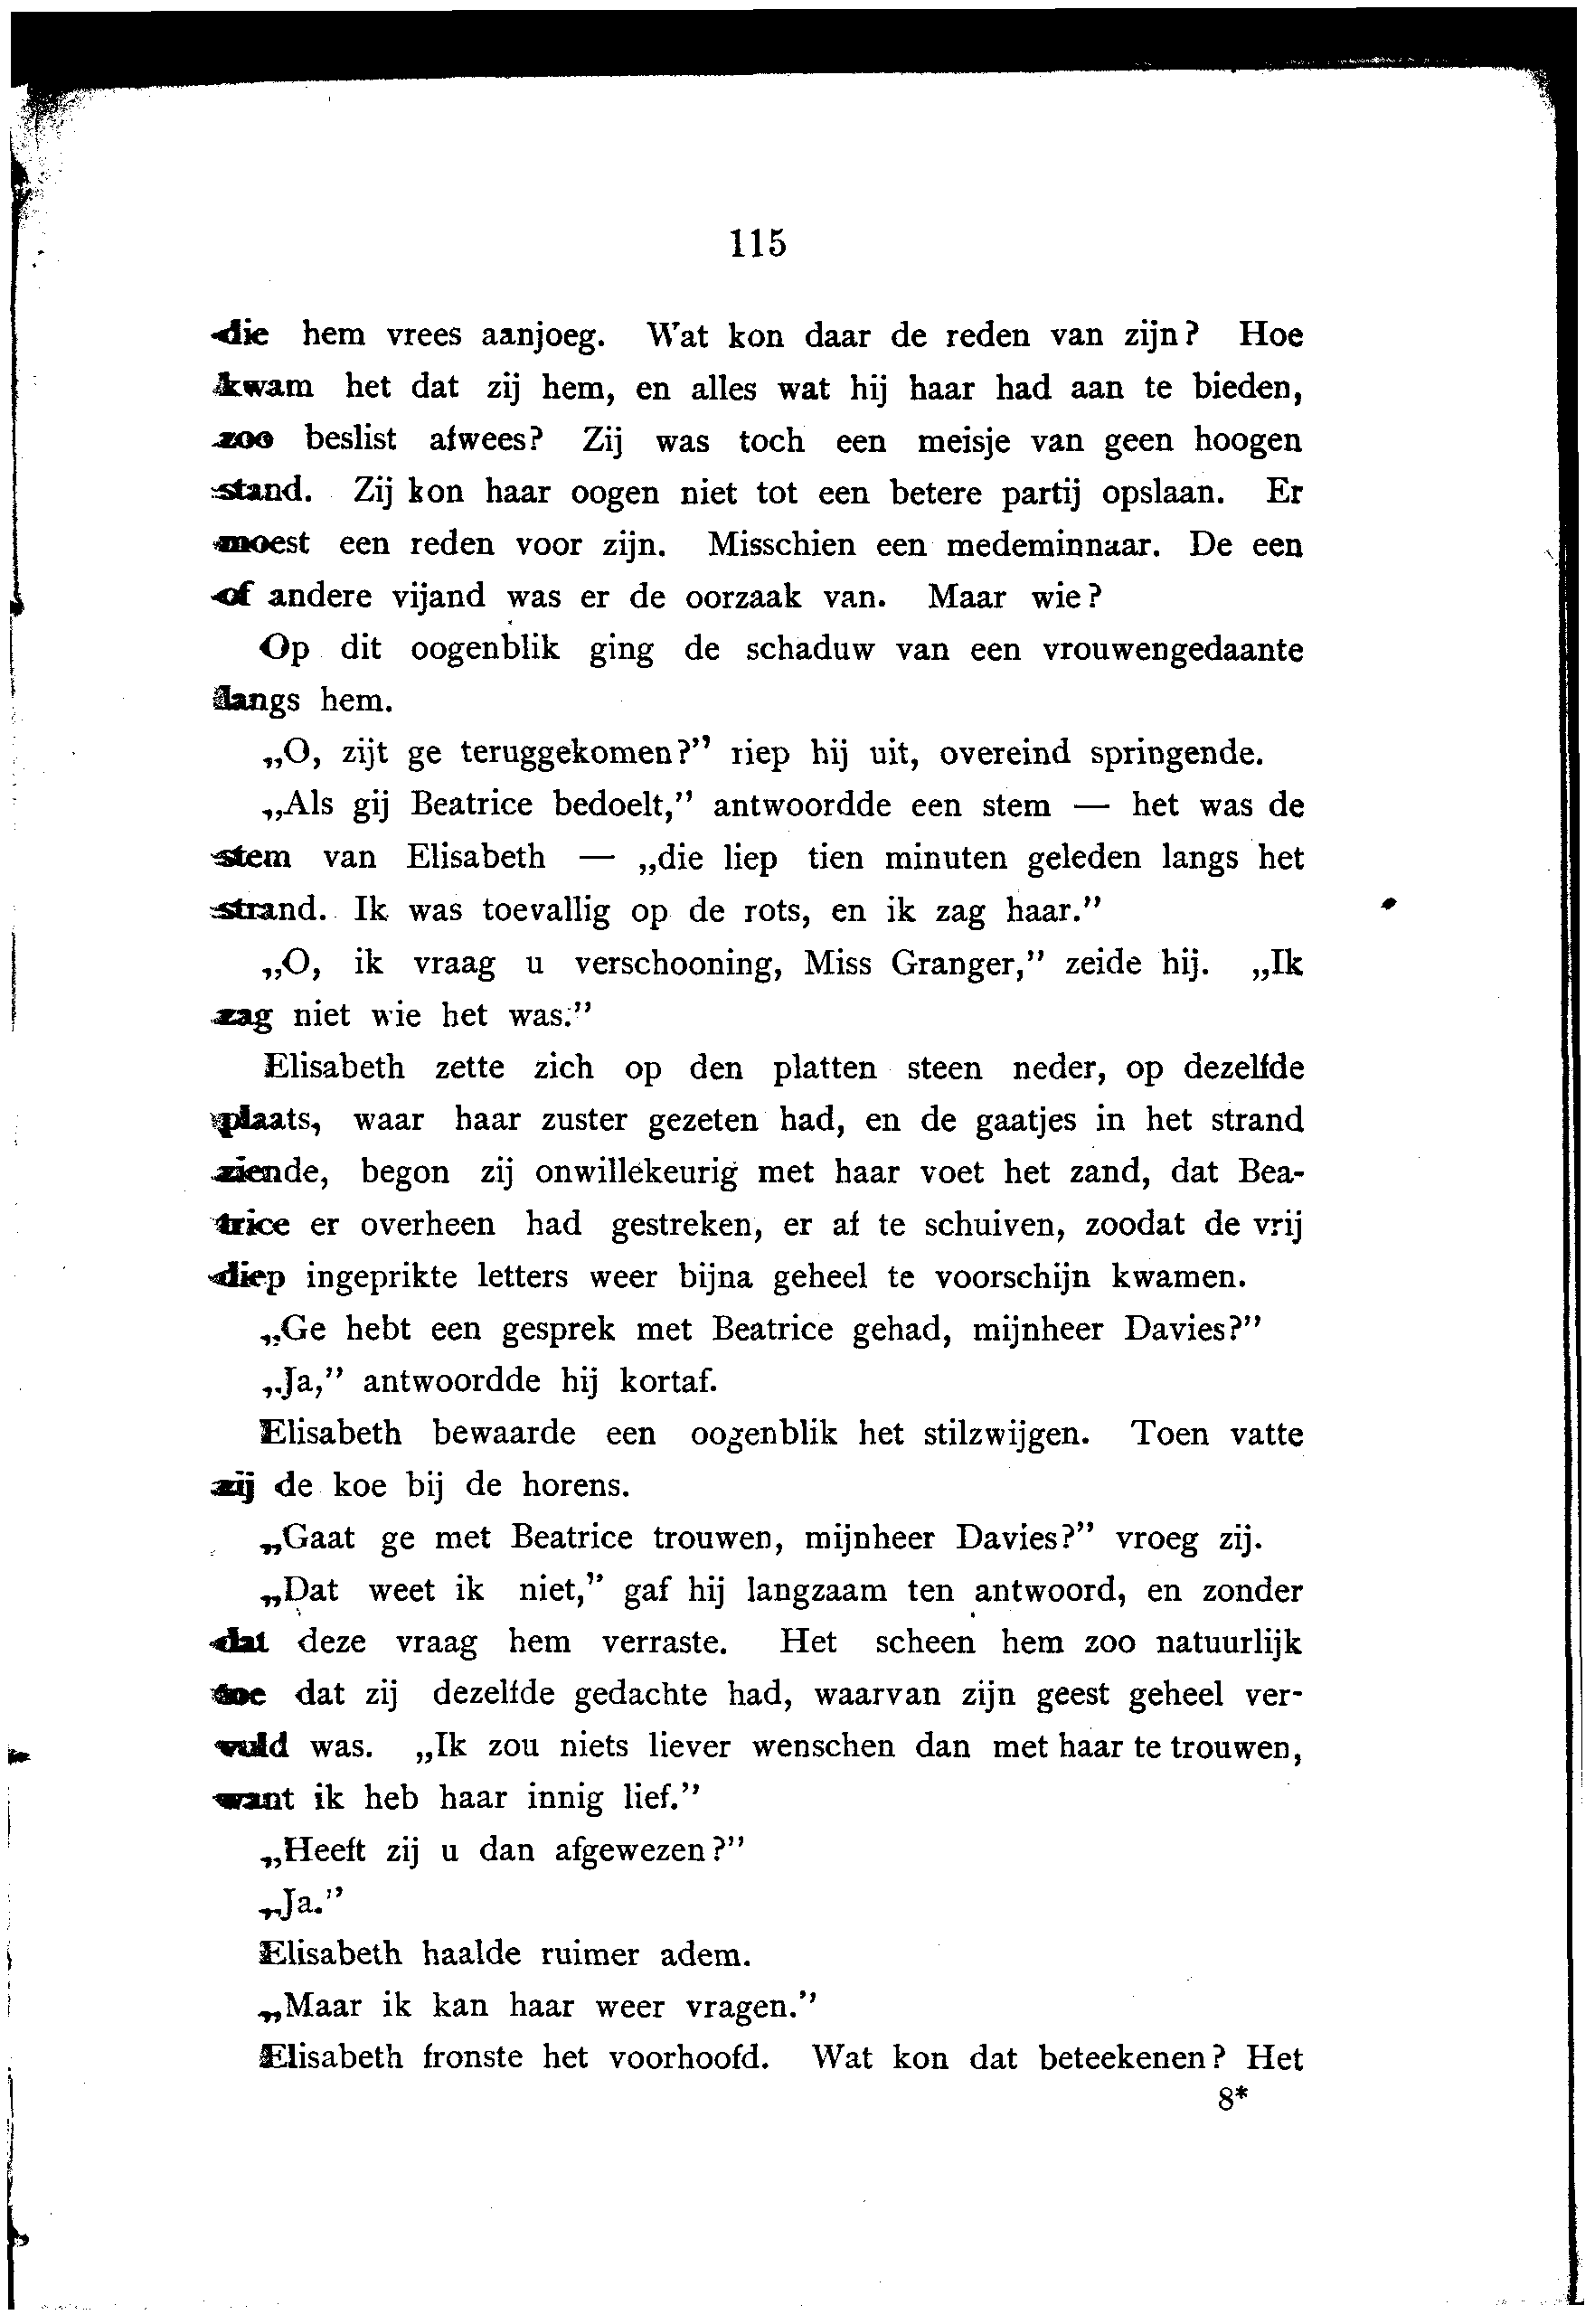 115
die hem vrees aanjoeg. Wat kon daar de reden van zijn? Hoe
kwam het dat zij hem, en alles wat hij haar had aan te bieden,
zoo beslist afwees? Zij was toch een meisje van geen hoogen
stand. Zij kon haar oogen niet tot een betere partij opslaan. Er
moest een reden voor zijn. Misschien een medeminnaar. De een
of andere vijand was er de oorzaak van. Maar wie?
Op dit oogenblik ging de schaduw van een vrouwengedaante
langs hem.
„O, zijt ge teruggekomen?” riep hij uit, overeind springende.
„Als gij Beatrice bedoelt,” antwoordde een stem — het was de
stem van Elisabeth — „die liep tien minuten geleden langs het
strand. Ik was toevallig op de rots, en ik zag haar.”
„O, ik vraag u verschooning, Miss Granger,” zeide hij. „Ik
zag niet wie het was.”
Elisabeth zette zich op den platten steen neder, op dezelfde
plaats, waar haar zuster gezeten had, en de gaatjes in het strand
ziende, begon zij onwillekeurig met haar voet het zand, dat Bea-
trice er overheen had gestreken, er af te schuiven, zoodat de vrij
diep ingeprikte letters weer bijna geheel te voorschijn kwamen.
„Ge hebt een gesprek met Beatrice gehad, mijnheer Davies?”
„Ja,” antwoordde hij kortaf.
Elisabeth bewaarde een oogenblik het stilzwijgen. Toen vatte
zij de koe bij de horens.
„Gaat ge met Beatrice trouwen, mijnheer Davies?” vroeg zij.
„Dat weet ik niet,” gaf hij langzaam ten antwoord, en zonder
dat deze vraag hem verraste. Het scheen hem zoo natuurlijk
toe dat zij dezelfde gedachte had, waarvan zijn geest geheel ver-
vuld was. „Ik zou niets liever wenschen dan met haar te trouwen,
want ik heb haar innig lief.”
„Heeft zij u dan afgewezen?”
„Ja.”
Elisabeth haalde ruimer adem.
„Maar ik kan haar weer vragen.”
Elisabeth fronste het voorhoofd. Wat kon dat beteekenen? Het
8*